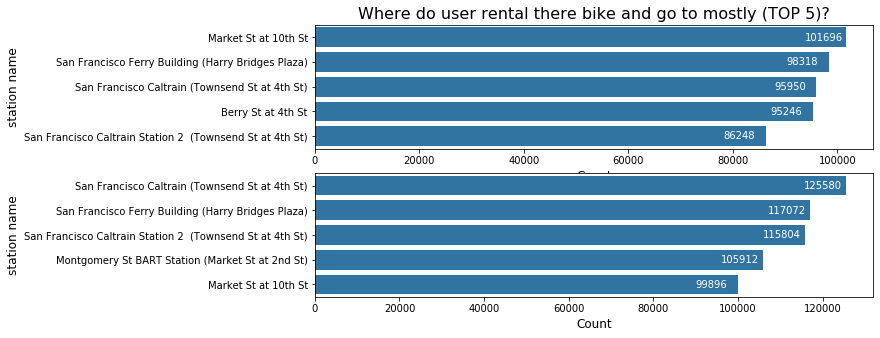 Where do user rental there bike and go to mostly (TOP 5)?
station name
Market St at 10th St
101696
San Francisco Ferry Building (Harry Bridges Plaza)
98318
San Francisco Caltrain (Townsend St at 4th St)
95950
Berry St at 4th St
95246
San Francisco Caltrain Station 2  (Townsend St at 4th St)
86248
0 20000 40000 60000 80000 100000
Count
station name
San Francisco Caltrain (Townsend St at 4th St)
125580
San Francisco Ferry Building (Harry Bridges Plaza)
117072
San Francisco Caltrain Station 2  (Townsend St at 4th St)
115804
Montgomery St BART Station (Market St at 2nd St)
105912
Market St at 10th St
99896
0 20000 40000 60000 80000 100000 120000
Count